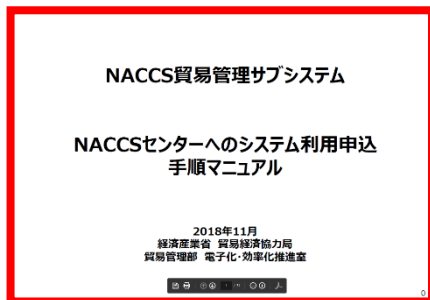 NACCS貿易管理サブシステム
NACCSセンターへのシステム利用申込
手順マニュアル
2018年11月
経済産業省 貿易経済協力局
貿易管理部 電子化・効率化推進室
0